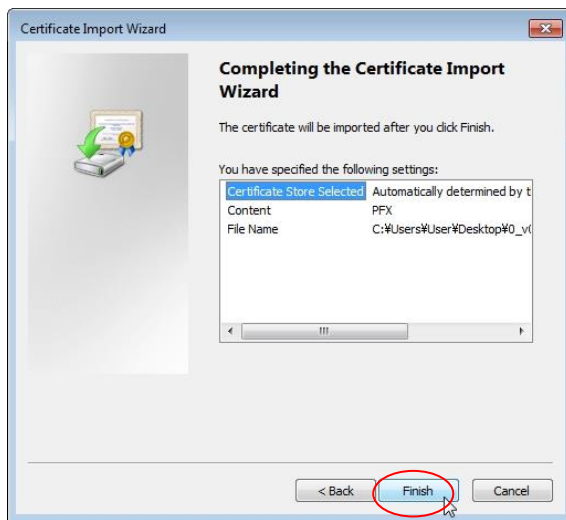 Certificate Import Wizard
Completing the Certificate Import
Wizard
The certificate will be imported after you click Finish.
You have specified the following settings:
Certificate Store Selected Automatically determined by t
Content PFX
File Name C:¥Users¥User¥Desktop¥0_v(
< Back Finish Cancel